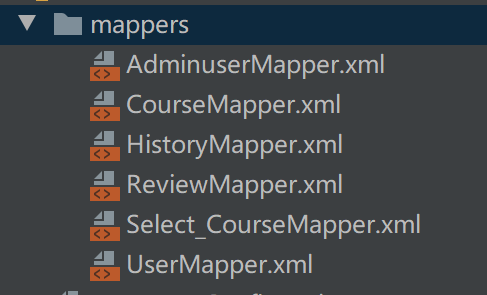 mappers
AdminuserMapper.xml
CourseMapper.xml
HistoryMapper.xml
ReviewMapper.xml
Select_CourseMapper.xml
UserMapper.xml